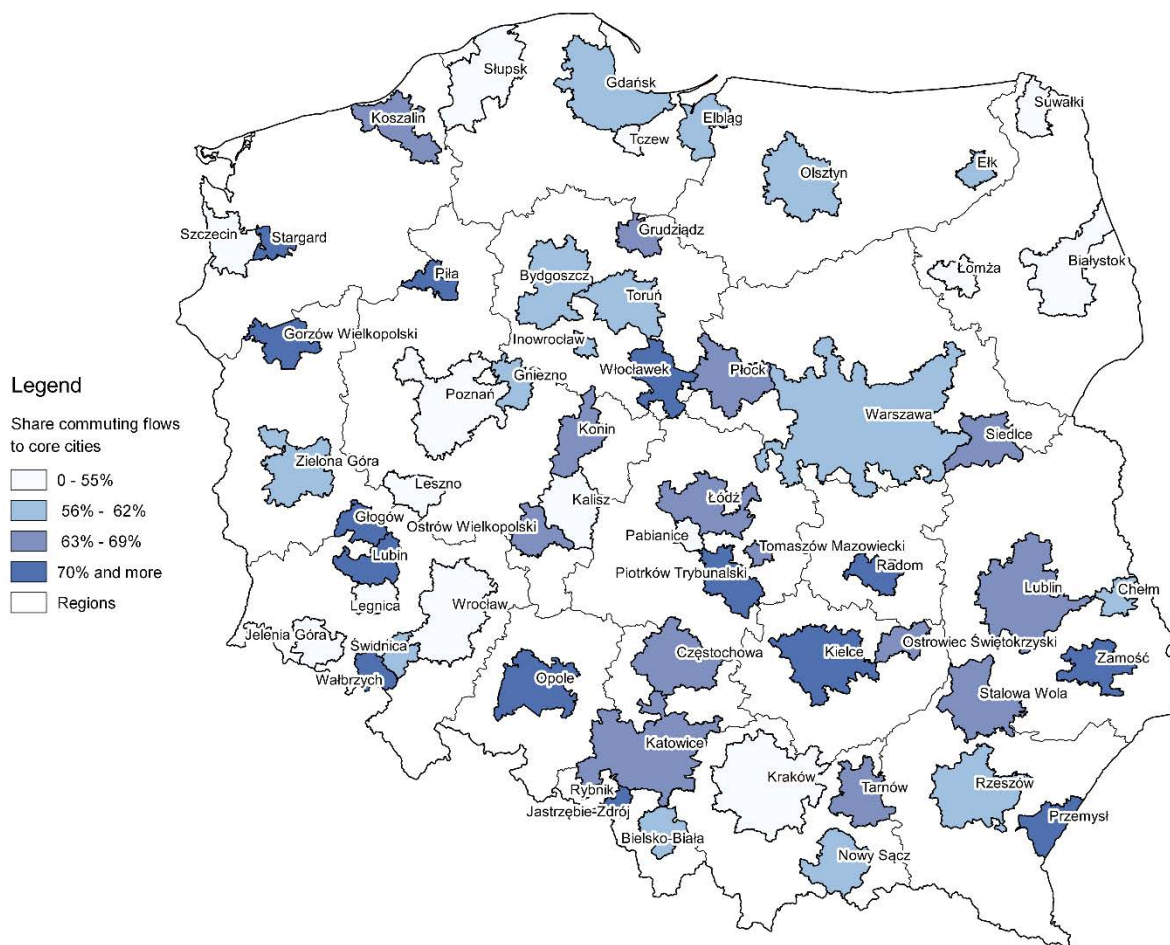 Słupsk
Gdańsk
Suwałki
Koszalin
Elbląg
Tczew
Ełk
Olsztyn
Szczecin
Stargard
Grudziądz
Białystok
Piła
Bydgoszcz
Łomża
Toruń
Gorzów Wielkopolski
Inowrocław
Włocławek
Płock
Gniezno
Poznań
Warszawa
Konin
Siedlce
Zielona Góra
Leszno
Kalisz
Łódź
Głogów
Ostrów Wielkopolski
Pabianice
Lubin
Tomaszów Mazowiecki
Radom
Piotrków Trybunalski
Lublin
Chełm
Legnica
Wrocław
Jelenia Góra
Świdnica
Ostrowiec Świętokrzyski
Częstochowa
Kielce
Zamość
Wałbrzych
Opole
Stalowa Wola
Katowice
Kraków
Rzeszów
Rybnik
Tarnów
Jastrzębie-Zdrój
Przemysł
Bielsko-Biała
Nowy Sącz
Legend
Share commuting flows
to core cities
0 - 55%
56% - 62%
63% - 69%
70% and more
Regions